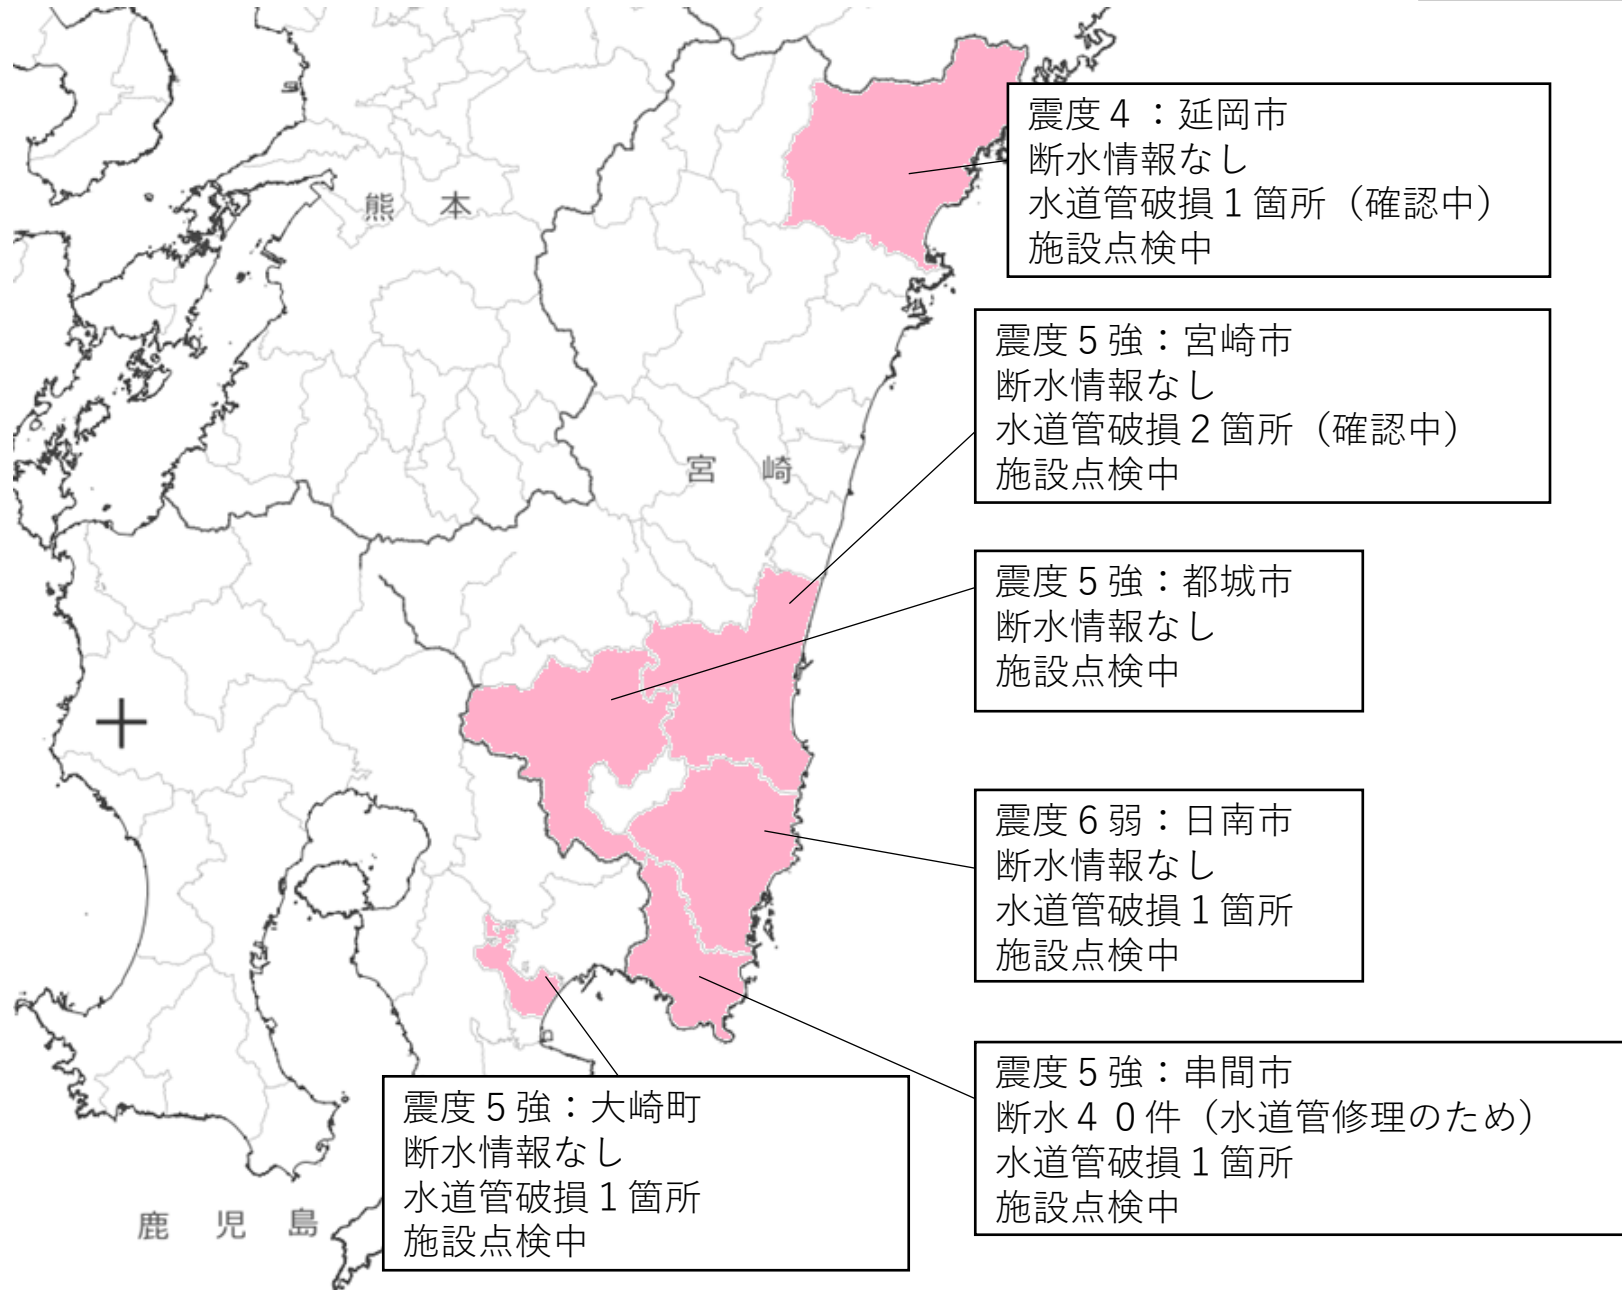 震度４：延岡市
断水情報なし
水道管破損１箇所（確認中）
施設点検中
熊 本
震度５強：宮崎市
断水情報なし
水道管破損２箇所（確認中）
施設点検中
宮 崎
震度５強：都城市
断水情報なし
施設点検中
震度６弱：日南市
断水情報なし
水道管破損１箇所
施設点検中
震度５強：串間市
断水４０件（水道管修理のため）
水道管破損１箇所
施設点検中
震度５強：大崎町
断水情報なし
水道管破損１箇所
施設点検中
鹿 児 島